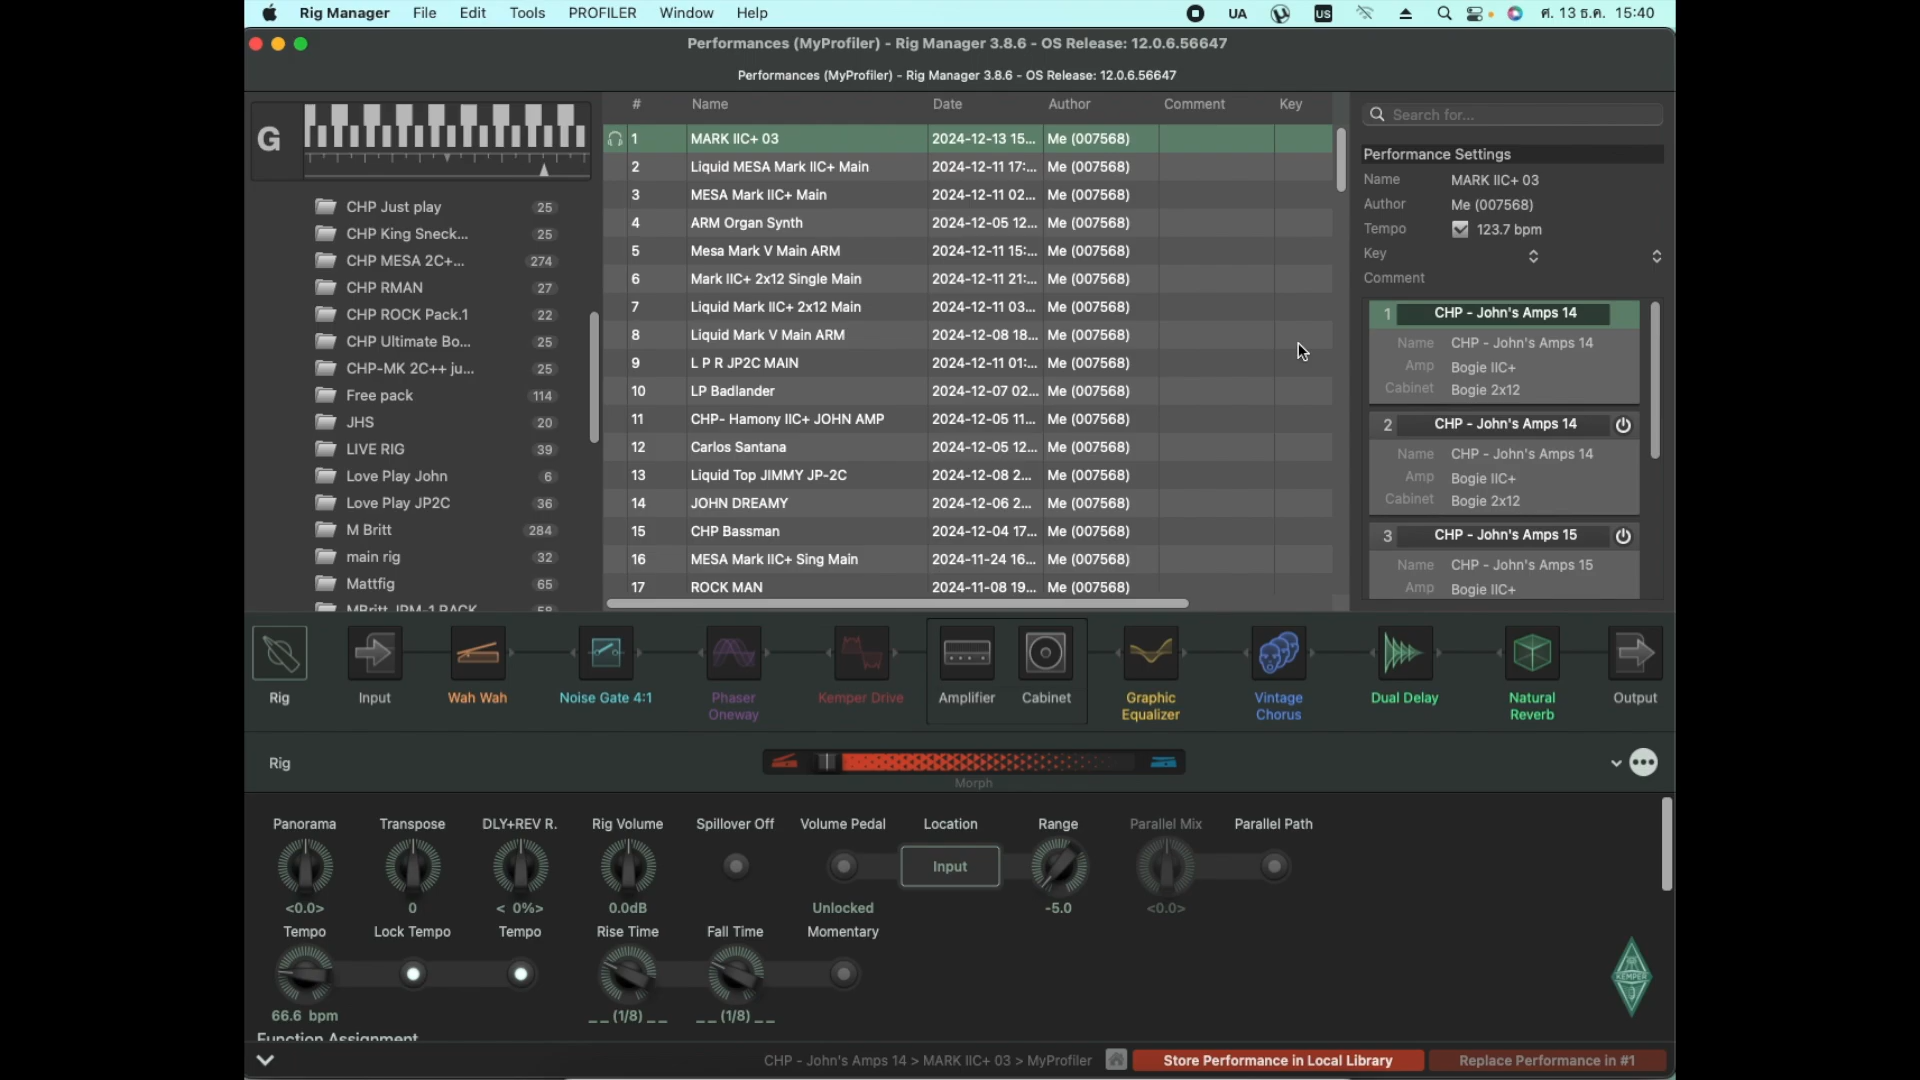 Rig Manager File Edit Tools PROFILER Window Help UA US ศ. 13 ธ.ค. 15:40
Performances (MyProfiler) - Rig Manager 3.8.6 - OS Release: 12.0.6.56647
Performances (MyProfiler) - Rig Manager 3.8.6 - OS Release: 12.0.6.56647
G
CHP Just play 25
CHP King Sneck... 25
CHP MESA 2C+... 274
CHP RMAN 27
CHP ROCK Pack.1 22
CHP Ultimate Bo... 25
CHP-MK 2C++ ju... 25
Free pack 114
JHS 20
LIVE RIG 39
Love Play John 6
Love Play JP2C 36
M Britt 284
main rig 32
Mattfig 65
MBritt JPM-1 PACK 58
# Name Date Author Comment Key
1 MARK IIC+ 03 2024-12-13 15... Me (007568)
2 Liquid MESA Mark IIC+ Main 2024-12-11 17:... Me (007568)
3 MESA Mark IIC+ Main 2024-12-11 02... Me (007568)
4 ARM Organ Synth 2024-12-05 12... Me (007568)
5 Mesa Mark V Main ARM 2024-12-11 15:... Me (007568)
6 Mark IIC+ 2x12 Single Main 2024-12-11 21:... Me (007568)
7 Liquid Mark IIC+ 2x12 Main 2024-12-11 03... Me (007568)
8 Liquid Mark V Main ARM 2024-12-08 18... Me (007568)
9 L P R JP2C MAIN 2024-12-11 01:... Me (007568)
10 LP Badlander 2024-12-07 02... Me (007568)
11 CHP- Hamony IIC+ JOHN AMP 2024-12-05 11... Me (007568)
12 Carlos Santana 2024-12-05 12... Me (007568)
13 Liquid Top JIMMY JP-2C 2024-12-08 2... Me (007568)
14 JOHN DREAMY 2024-12-06 2... Me (007568)
15 CHP Bassman 2024-12-04 17... Me (007568)
16 MESA Mark IIC+ Sing Main 2024-11-24 16... Me (007568)
17 ROCK MAN 2024-11-08 19... Me (007568)
Search for...
Performance Settings
Name MARK IIC+ 03
Author Me (007568)
Tempo 123.7 bpm
Key
Comment
1 CHP - John's Amps 14
Name CHP - John's Amps 14
Amp Bogie IIC+
Cabinet Bogie 2x12
2 CHP - John's Amps 14
Name CHP - John's Amps 14
Amp Bogie IIC+
Cabinet Bogie 2x12
3 CHP - John's Amps 15
Name CHP - John's Amps 15
Amp Bogie IIC+
Rig Input Wah Wah Noise Gate 4:1 Phaser Oneway Kemper Drive Amplifier Cabinet Graphic Equalizer Vintage Chorus Dual Delay Natural Reverb Output
Rig
Morph
Panorama Transpose DLY+REV R. Rig Volume Spillover Off Volume Pedal Location Range Parallel Mix Parallel Path
Input
<0.0> 0 < 0%> 0.0dB Unlocked -5.0 <0.0>
Tempo Lock Tempo Tempo Rise Time Fall Time Momentary
66.6 bpm _ _ (1/8) _ _ _ _ (1/8) _ _
KEMPER
Function Assignment
CHP - John's Amps 14 > MARK IIC+ 03 > MyProfiler Store Performance in Local Library Replace Performance in #1